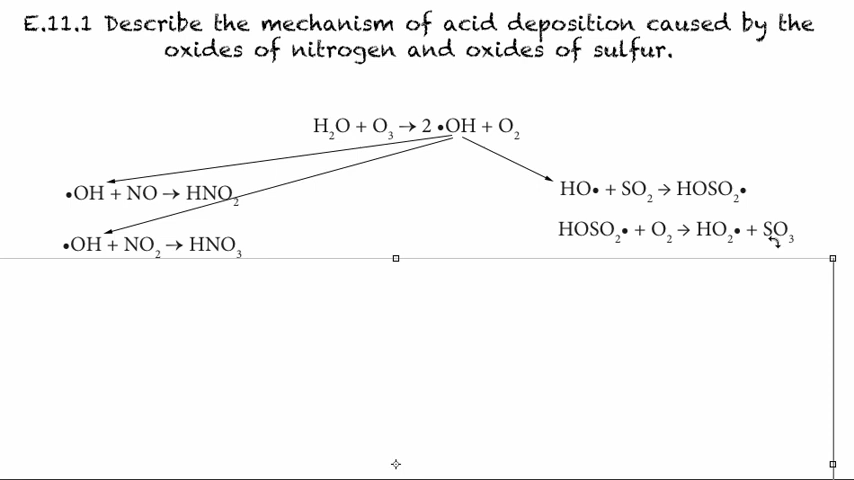 E.11.1 Describe the mechanism of acid deposition caused by the
oxides of nitrogen and oxides of sulfur.
H₂O + O₃ → 2 •OH + O₂
•OH + NO → HNO₂
HO• + SO₂ → HOSO₂•
HOSO₂• + O₂ → HO₂• + SO₃
•OH + NO₂ → HNO₃